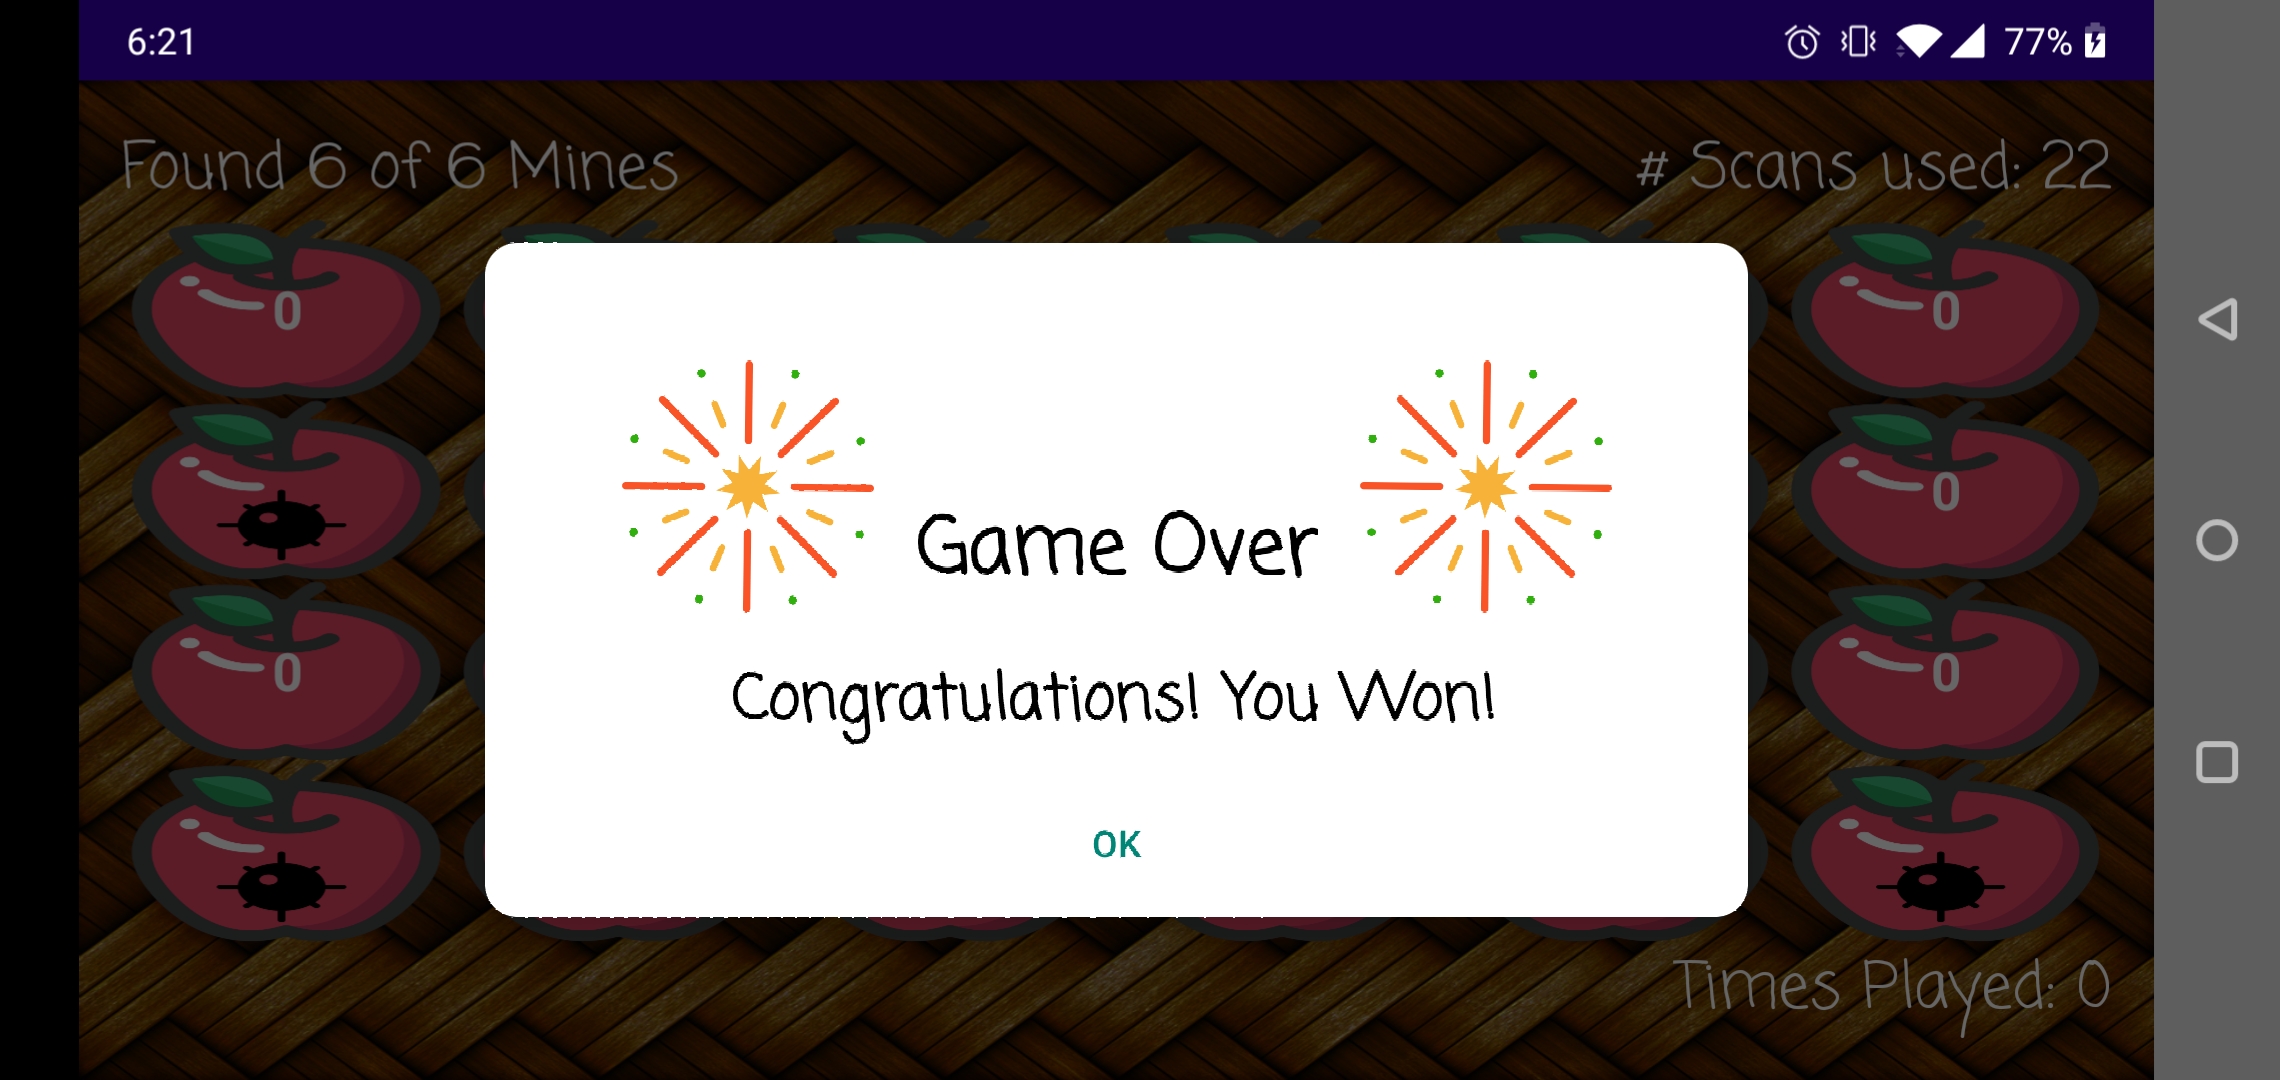 6:21
77%
Found 6 of 6 Mines
# Scans used: 22
0
0
0
Game Over
Congratulations! You Won!
0
0
OK
Times Played: 0